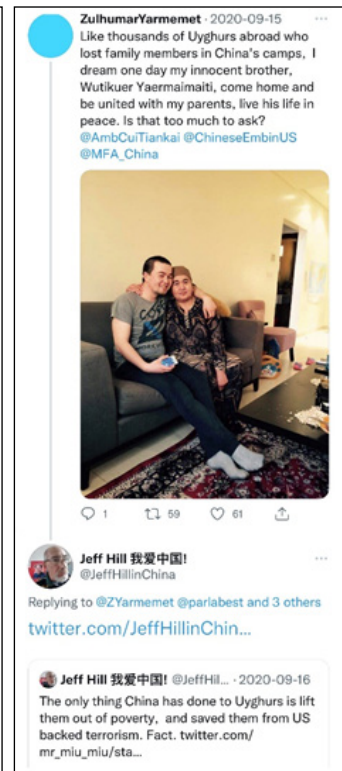 ZulhumarYarmemet · 2020-09-15
Like thousands of Uyghurs abroad who
lost family members in China's camps, I
dream one day my innocent brother,
Wutikuer Yaermaimaiti, come home and
be united with my parents, live his life in
peace. Is that too much to ask?
@AmbCuiTiankai @ChineseEmbinUS
@MFA_China
1 59 61
Jeff Hill 我爱中国!
@JeffHillinChina
Replying to @ZYarmemet @parlabest and 3 others
twitter.com/JeffHillinChin...
Jeff Hill 我爱中国! @JeffHil... · 2020-09-16
The only thing China has done to Uyghurs is lift
them out of poverty, and saved them from US
backed terrorism. Fact. twitter.com/
mr_miu_miu/sta...